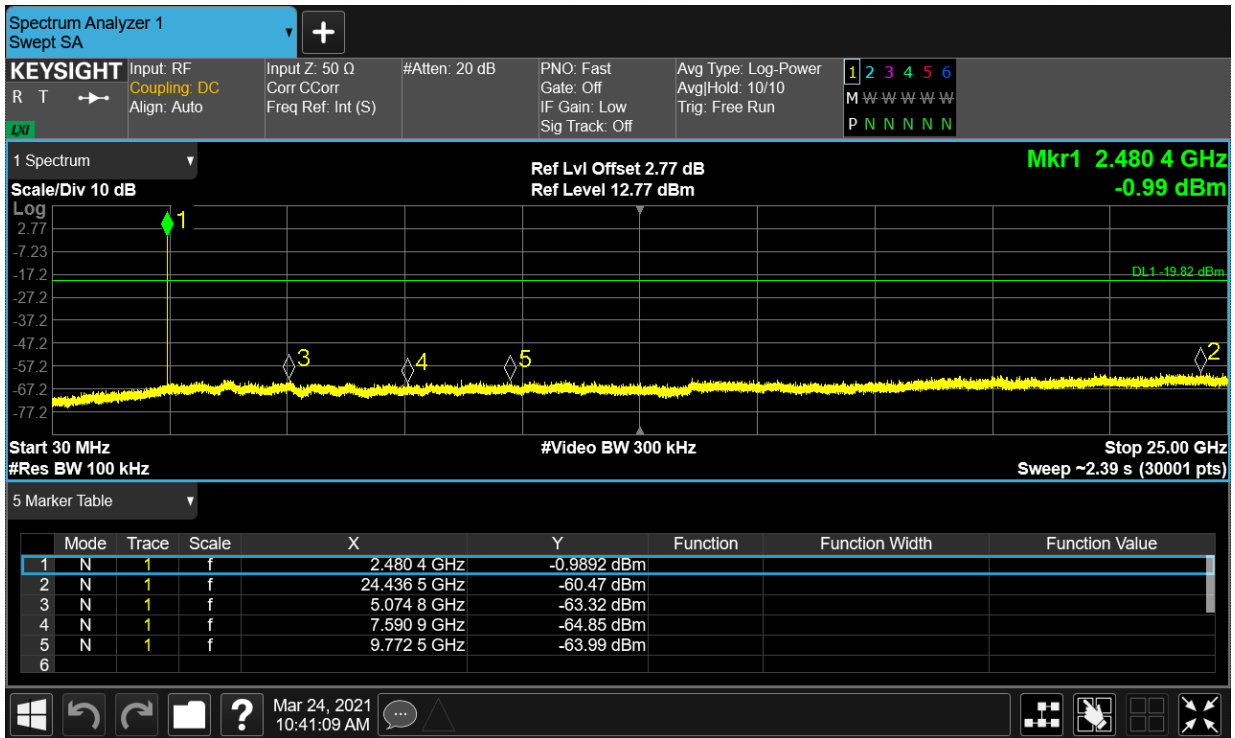 Spectrum Analyzer 1
Swept SA
+
KEYSIGHT Input: RF Input Z: 50 Ω #Atten: 20 dB PNO: Fast Avg Type: Log-Power 1 2 3 4 5 6
R T Coupling: DC Corr CCorr Gate: Off Avg|Hold: 10/10 M W W W W W
Align: Auto Freq Ref: Int (S) IF Gain: Low Trig: Free Run
LXI Sig Track: Off P N N N N N
1 Spectrum
Ref Lvl Offset 2.77 dB Mkr1 2.480 4 GHz
Scale/Div 10 dB Ref Level 12.77 dBm -0.99 dBm
Log
1
2.77
-7.23
-17.2
DL1 -19.82 dBm
-27.2
-37.2
-47.2
3 4 5 2
-57.2
-67.2
-77.2
Start 30 MHz #Video BW 300 kHz Stop 25.00 GHz
#Res BW 100 kHz Sweep ~2.39 s (30001 pts)
5 Marker Table
Mode Trace Scale X Y Function Function Width Function Value
1 N 1 f 2.480 4 GHz -0.9892 dBm
2 N 1 f 24.436 5 GHz -60.47 dBm
3 N 1 f 5.074 8 GHz -63.32 dBm
4 N 1 f 7.590 9 GHz -64.85 dBm
5 N 1 f 9.772 5 GHz -63.99 dBm
6
? Mar 24, 2021
10:41:09 AM